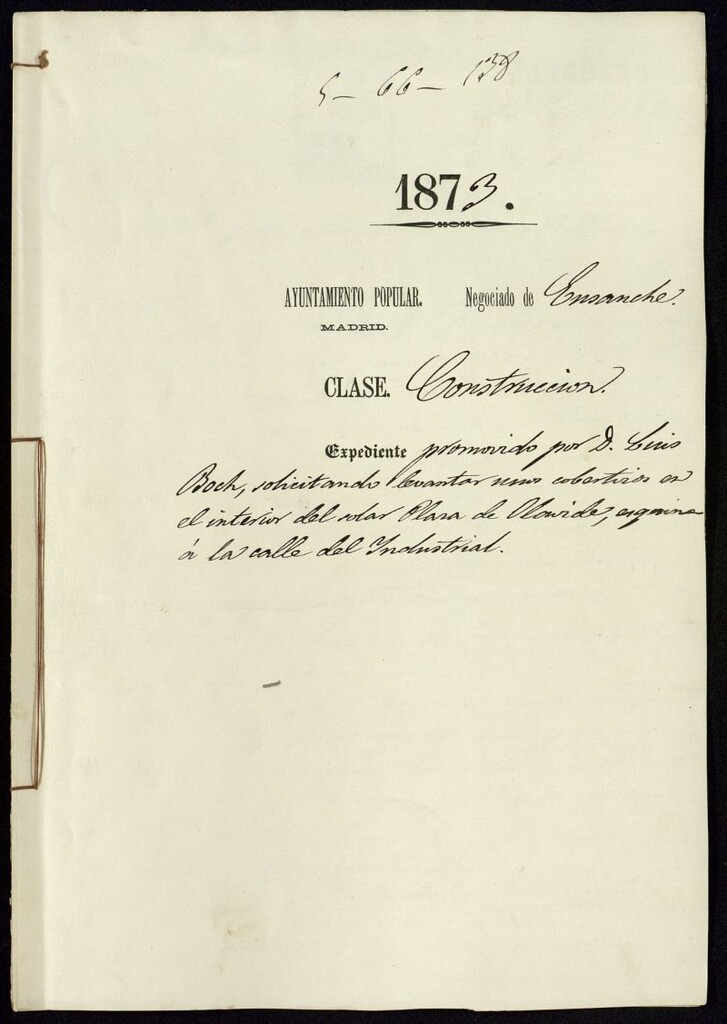 5 - 66 - 138
1873.
AYUNTAMIENTO POPULAR. Negociado de Ensanche.
MADRID.
CLASE. Construccion.
Expediente promovido por D. Luis
Boch, solicitando levantar unos cobertizos en
el interior del solar Plaza de Olavide, esquina
á la calle del Industrial.